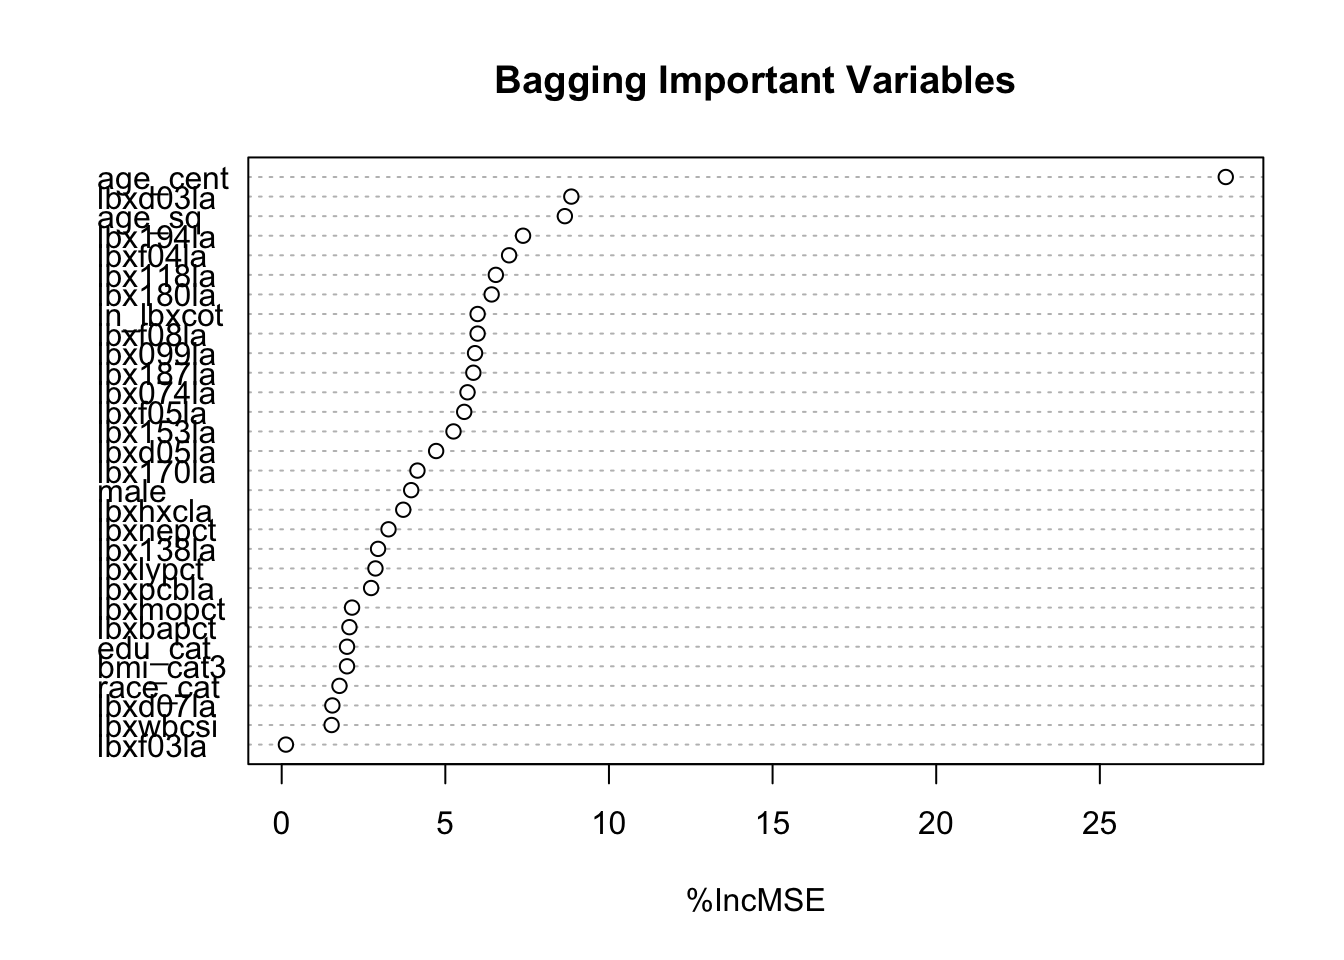 Bagging Important Variables
age_cent
lbxd03la
age_sq
lbx194la
lbxf04la
lbx118la
lbx180la
ln_lbxcot
lbxf08la
lbx099la
lbx187la
lbx074la
lbxf05la
lbx153la
lbxd05la
lbx170la
male
lbxhxcla
lbxnepct
lbx138la
lbxlypct
lbxpcbla
lbxmopct
lbxbapct
edu_cat
bmi_cat3
race_cat
lbxd07la
lbxwbcsi
lbxf03la
0 5 10 15 20 25
%IncMSE